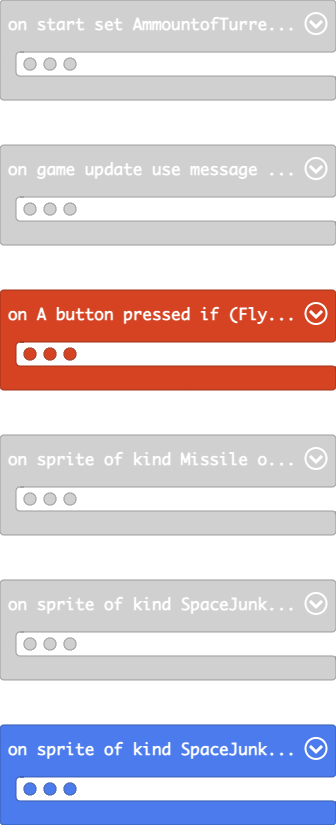 on start set AmmountofTurre...
on game update use message ...
on A button pressed if (Fly...
on sprite of kind Missile o...
on sprite of kind SpaceJunk...
on sprite of kind SpaceJunk...